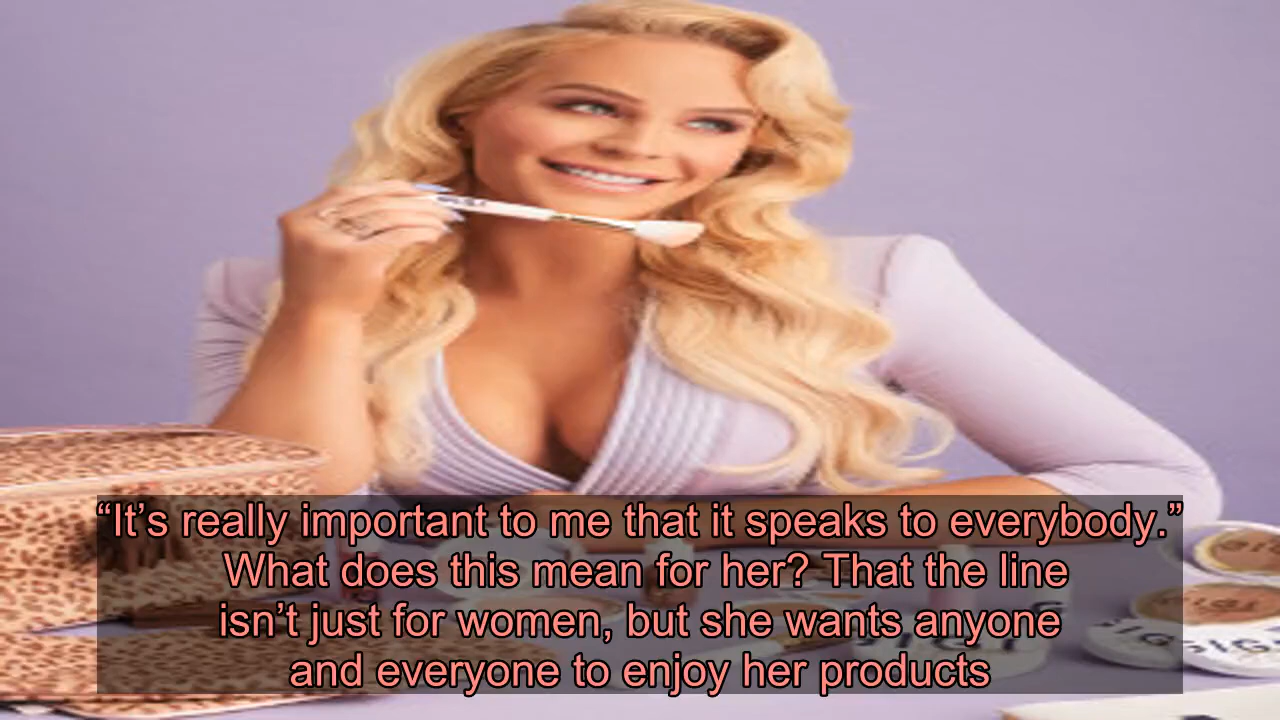 “It’s really important to me that it speaks to everybody.”
What does this mean for her? That the line
isn’t just for women, but she wants anyone
and everyone to enjoy her products